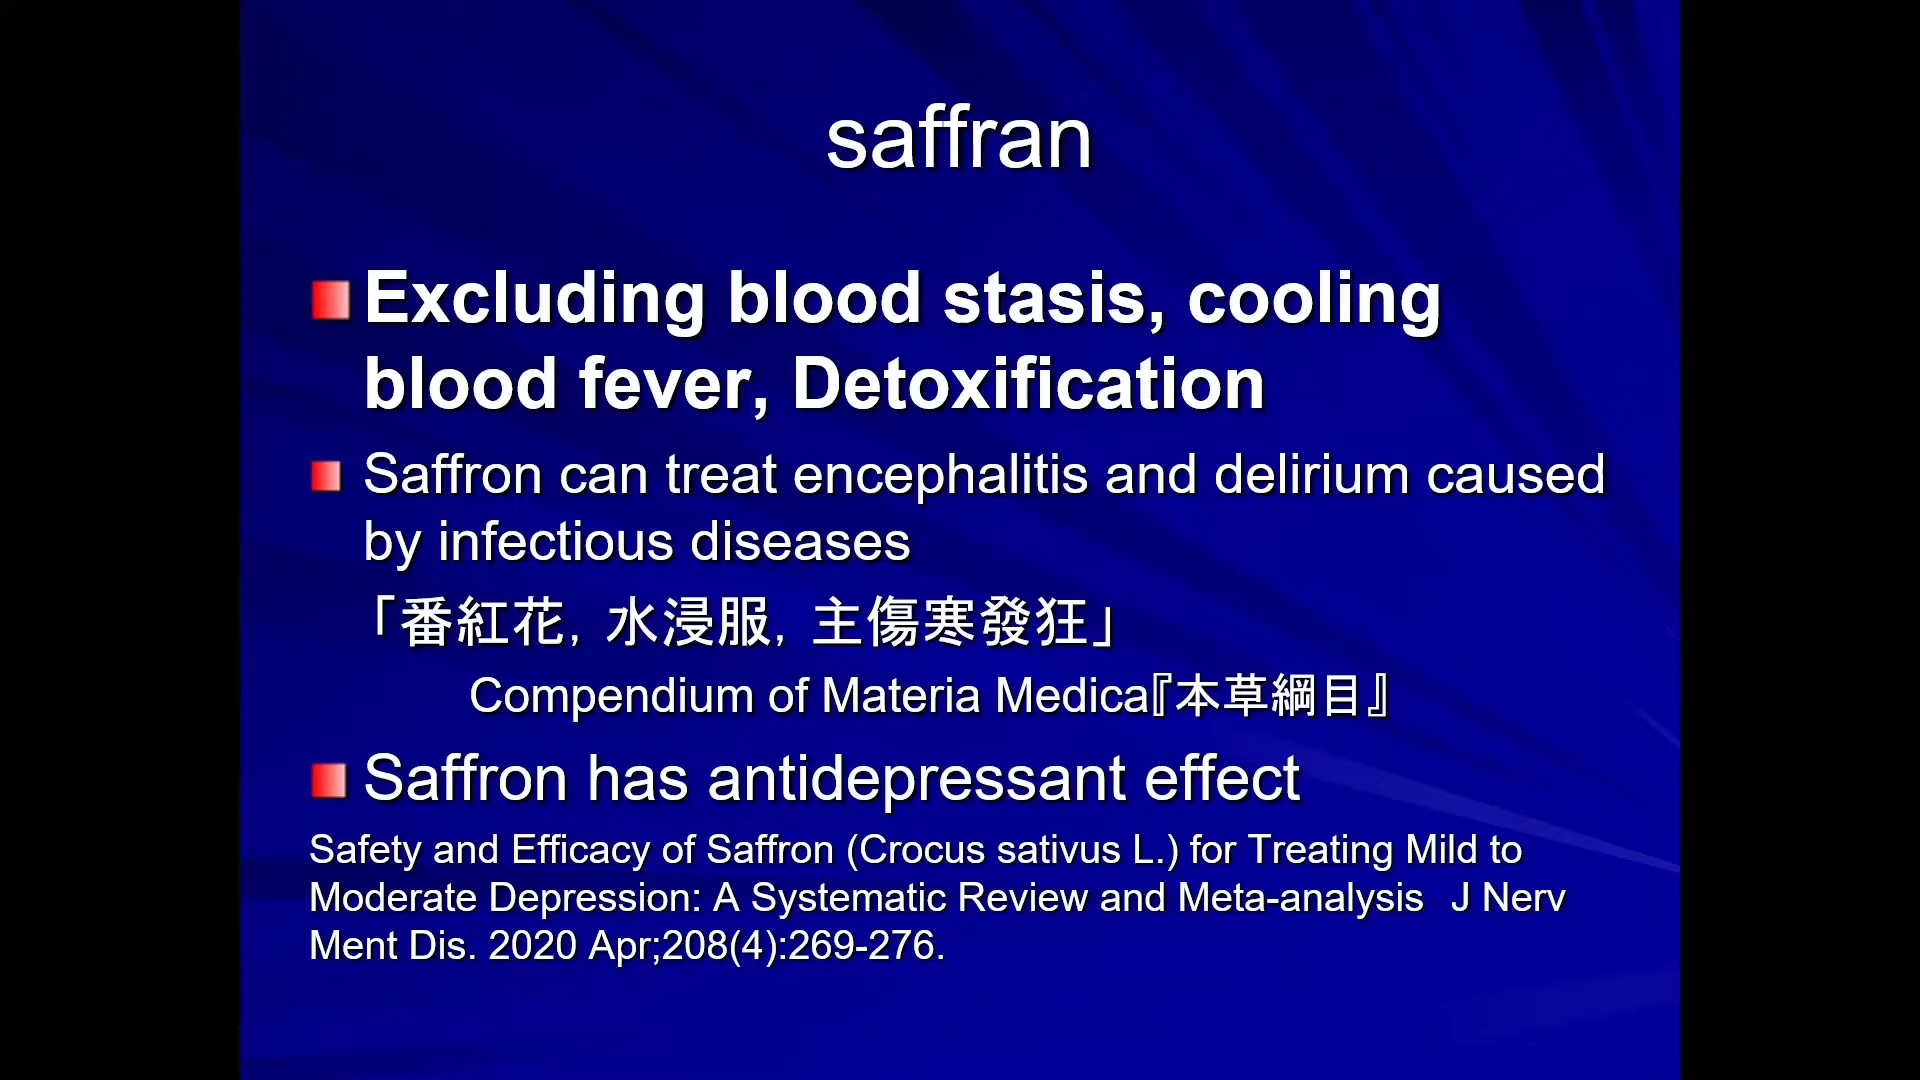 saffran
Excluding blood stasis, cooling
blood fever, Detoxification
Saffron can treat encephalitis and delirium caused
by infectious diseases
「番紅花, 水浸服, 主傷寒發狂」
Compendium of Materia Medica『本草綱目』
Saffron has antidepressant effect
Safety and Efficacy of Saffron (Crocus sativus L.) for Treating Mild to
Moderate Depression: A Systematic Review and Meta-analysis  J Nerv
Ment Dis. 2020 Apr;208(4):269-276.